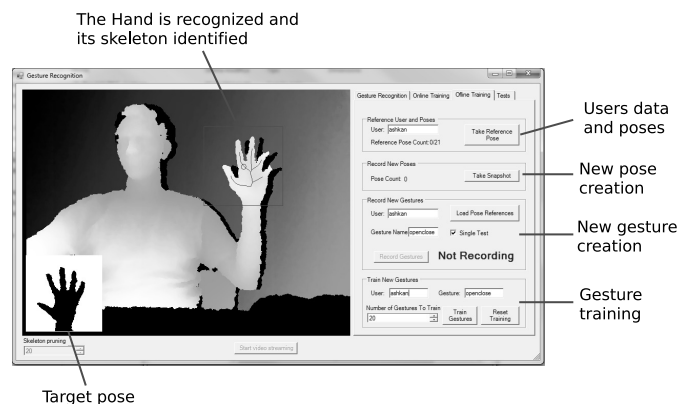 The Hand is recognized and
its skeleton identified
Gesture Recognition
Gesture Recognition
Online Training
Ofline Training
Tests
Reference User and Poses
User:
ashkan
Take Reference
Pose
Reference Pose Count:0/21
Users data
and poses
Record New Poses
Pose Count: 0
Take Snapshot
New pose
creation
Record New Gestures
User:
ashkan
Load Pose References
Gesture Name
openclose
Single Test
Record Gestures
Not Recording
New gesture
creation
Train New Gestures
User:
ashkan
Gesture:
openclose
Number of Gestures To Train
20
Train
Gestures
Reset
Training
Gesture
training
Skeleton pruning
20
Start video streaming
Target pose